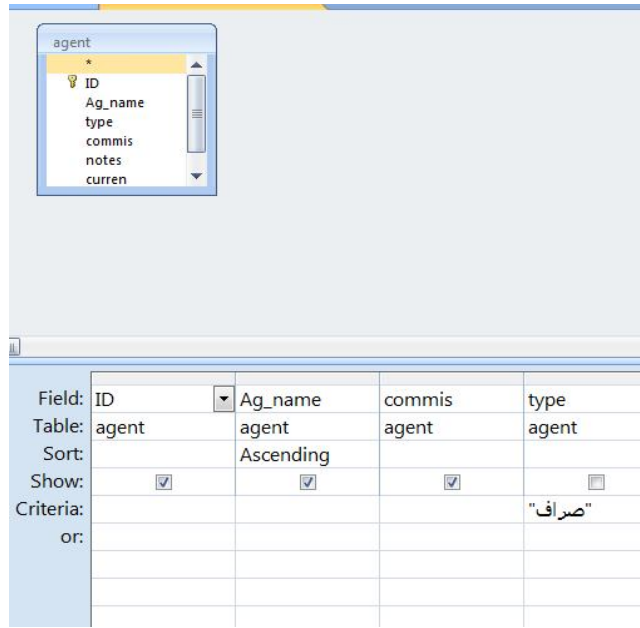 agent
*
ID
Ag_name
type
commis
notes
curren
Field: ID Ag_name commis type
Table: agent agent agent agent
Sort: Ascending
Show:
Criteria: "صراف"
or: